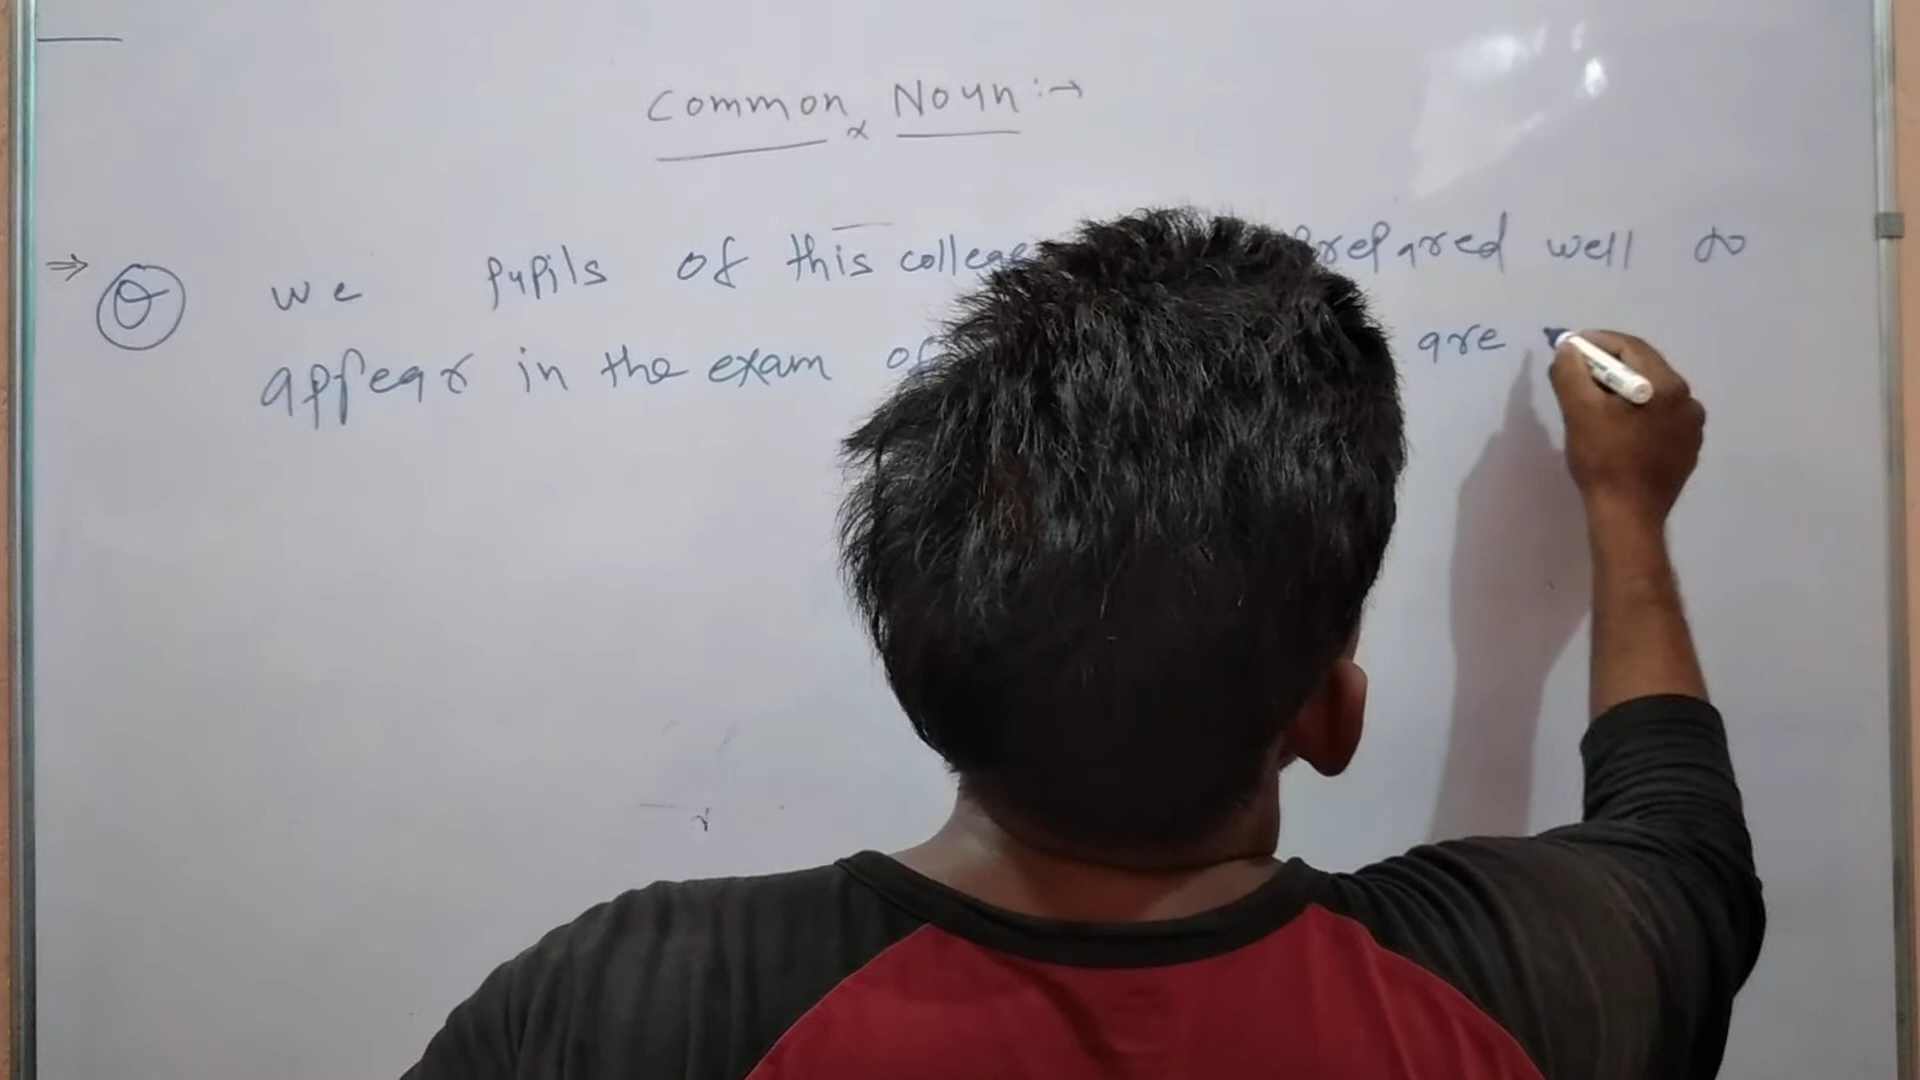 Common Noun :→
⇒ Q we pupils of this college prepared well to
appear in the exam of are